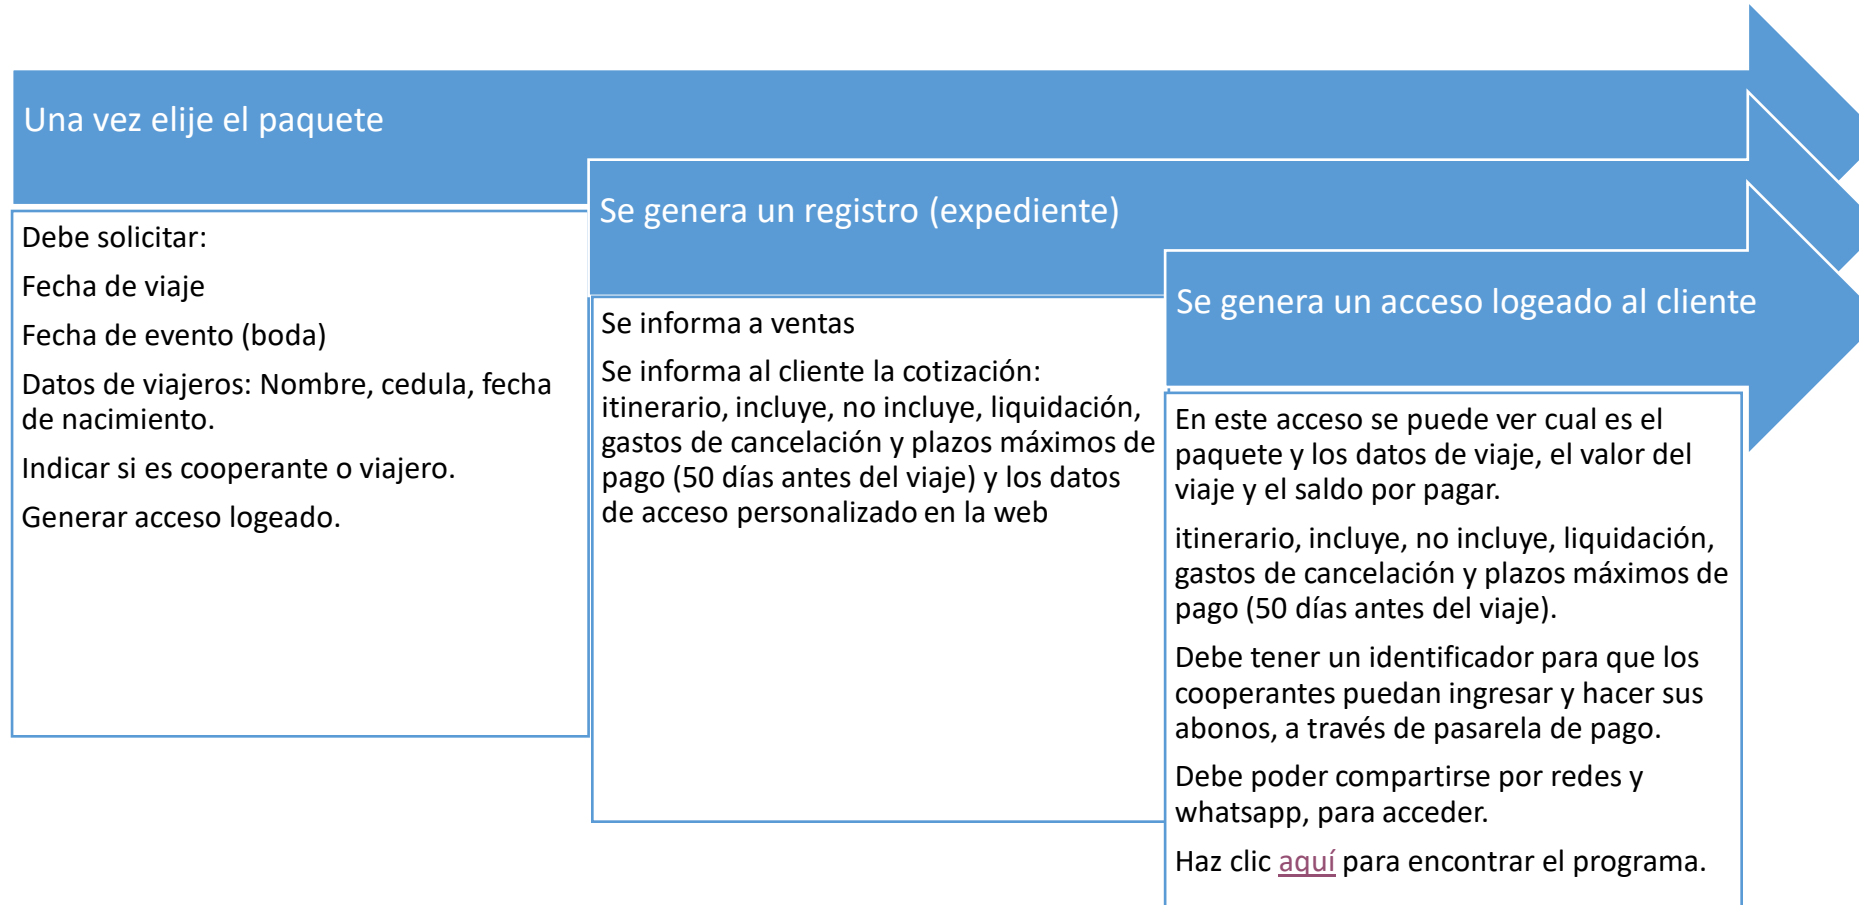 Una vez elije el paquete
Debe solicitar:
Fecha de viaje
Fecha de evento (boda)
Datos de viajeros: Nombre, cedula, fecha
de nacimiento.
Indicar si es cooperante o viajero.
Generar acceso logeado.
Se genera un registro (expediente)
Se informa a ventas
Se informa al cliente la cotización:
itinerario, incluye, no incluye, liquidación,
gastos de cancelación y plazos máximos de
pago (50 días antes del viaje) y los datos
de acceso personalizado en la web
Se genera un acceso logeado al cliente
En este acceso se puede ver cual es el
paquete y los datos de viaje, el valor del
viaje y el saldo por pagar.
itinerario, incluye, no incluye, liquidación,
gastos de cancelación y plazos máximos de
pago (50 días antes del viaje).
Debe tener un identificador para que los
cooperantes puedan ingresar y hacer sus
abonos, a través de pasarela de pago.
Debe poder compartirse por redes y
whatsapp, para acceder.
Haz clic aquí para encontrar el programa.